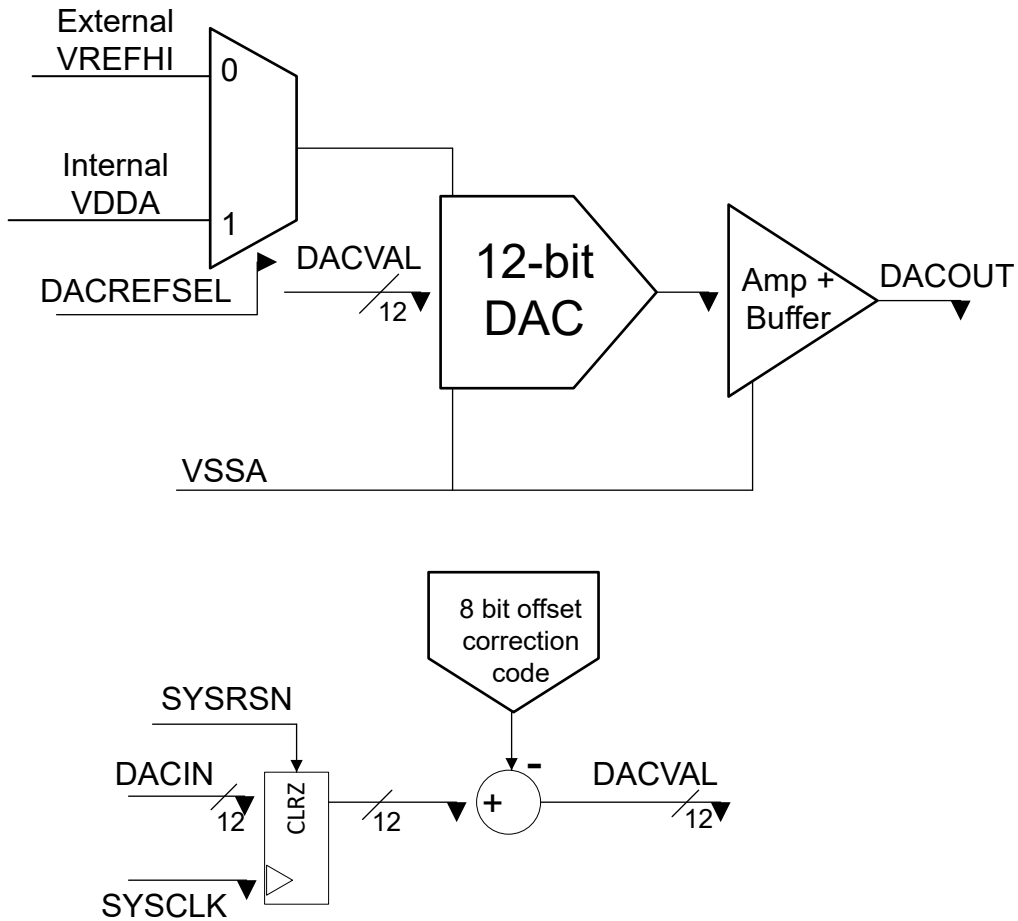 External
VREFHI
0
Internal
VDDA
1
DACREFSEL
DACVAL
12
12-bit
DAC
Amp +
Buffer
DACOUT
VSSA
8 bit offset
correction
code
SYSRSN
DACIN
12
CLRZ
12
SYSCLK
-
+
DACVAL
12